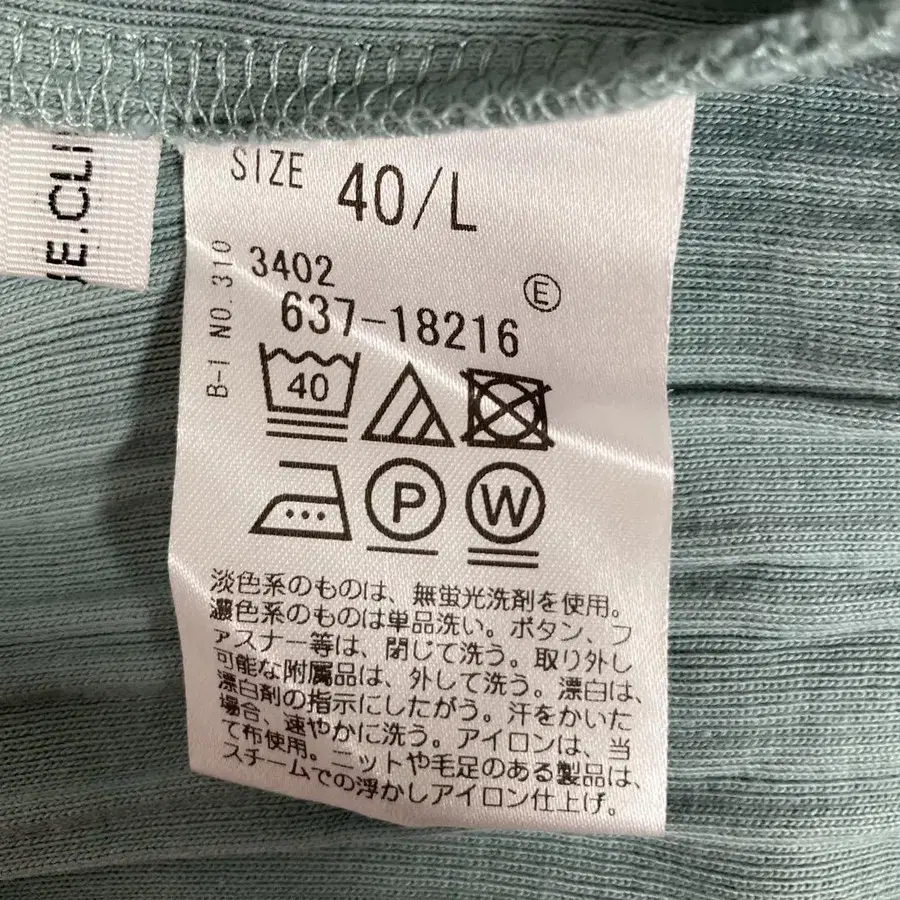 SIZE 40/L
B-1 NO.310
3402
E
637-18216
40
P W
淡色系のものは、無蛍光洗剤を使用。
濃色系のものは単品洗い。ボタン、フ
ァスナー等は、閉じて洗う。取り外し
可能な附属品は、外して洗う。漂白は、
漂白剤の指示にしたがう。汗をかいた
場合、速やかに洗う。アイロンは、当
て布使用。ニットや毛足のある製品は、
スチームでの浮かしアイロン仕上げ。